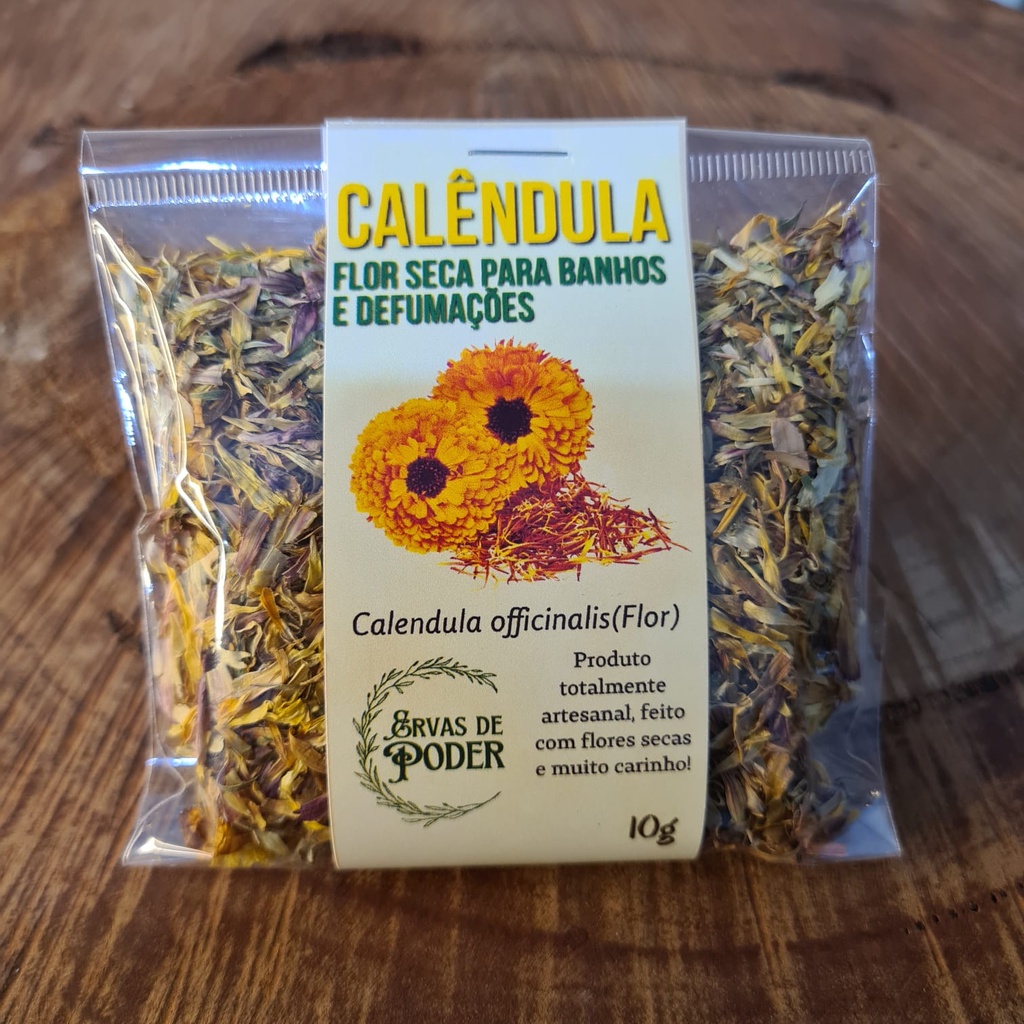 CALÊNDULA
FLOR SECA PARA BANHOS
E DEFUMAÇÕES
Calendula officinalis(Flor)
ERVAS DE
PODER
Produto
totalmente
artesanal, feito
com flores secas
e muito carinho!
10g